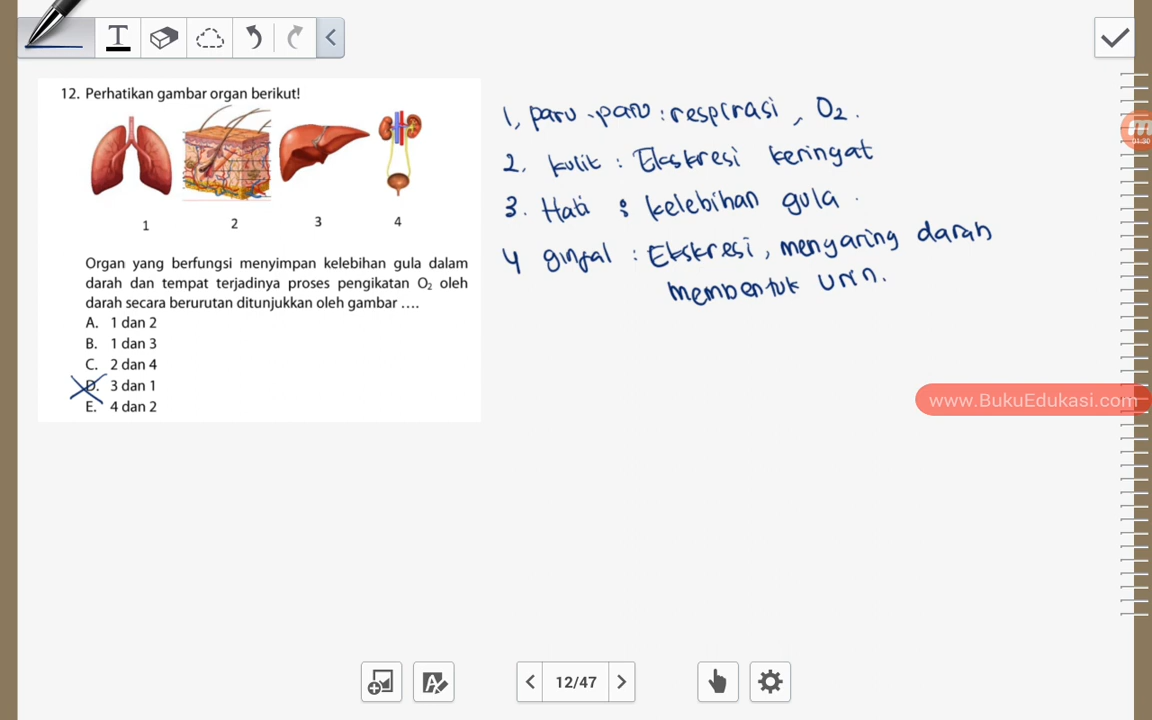 T
01:30
12. Perhatikan gambar organ berikut!
1 2 3 4
Organ yang berfungsi menyimpan kelebihan gula dalam
darah dan tempat terjadinya proses pengikatan O₂ oleh
darah secara berurutan ditunjukkan oleh gambar ....
A. 1 dan 2
B. 1 dan 3
C. 2 dan 4
D. 3 dan 1
E. 4 dan 2
1, paru-paru : respirasi, O₂.
2. kulit : Ekskresi keringat
3. Hati : kelebihan gula.
4 ginjal : Ekskresi, menyaring darah
membentuk urin.
www.BukuEdukasi.com
12/47